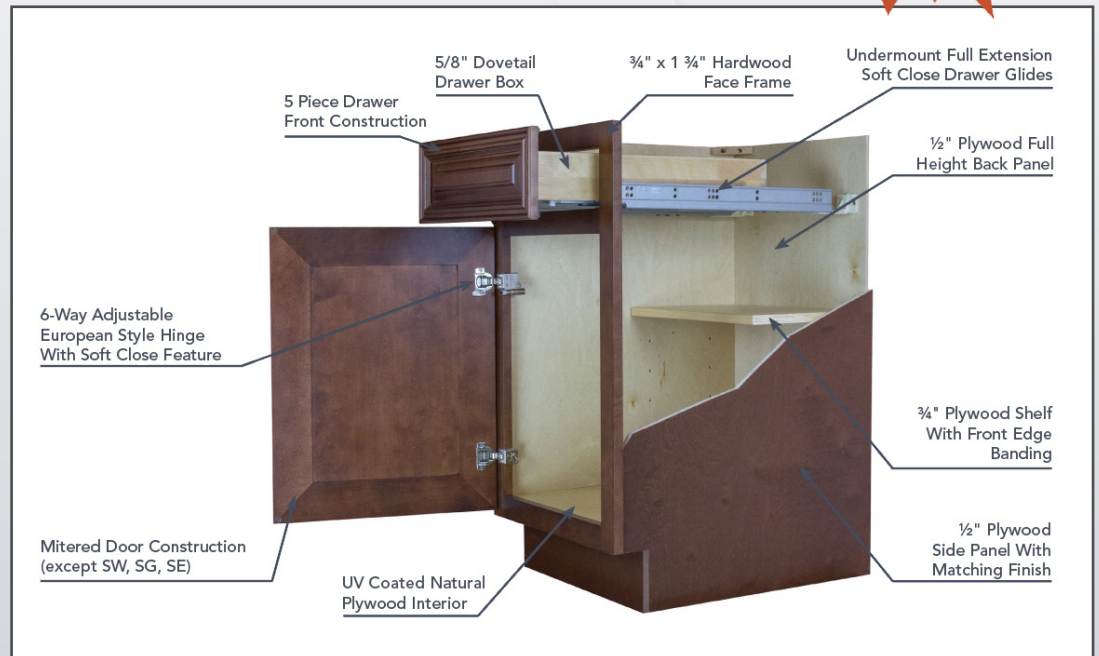 5/8" Dovetail
Drawer Box
¾" x 1 ¾" Hardwood
Face Frame
Undermount Full Extension
Soft Close Drawer Glides
5 Piece Drawer
Front Construction
½" Plywood Full
Height Back Panel
6-Way Adjustable
European Style Hinge
With Soft Close Feature
¾" Plywood Shelf
With Front Edge
Banding
Mitered Door Construction
(except SW, SG, SE)
½" Plywood
Side Panel With
Matching Finish
UV Coated Natural
Plywood Interior